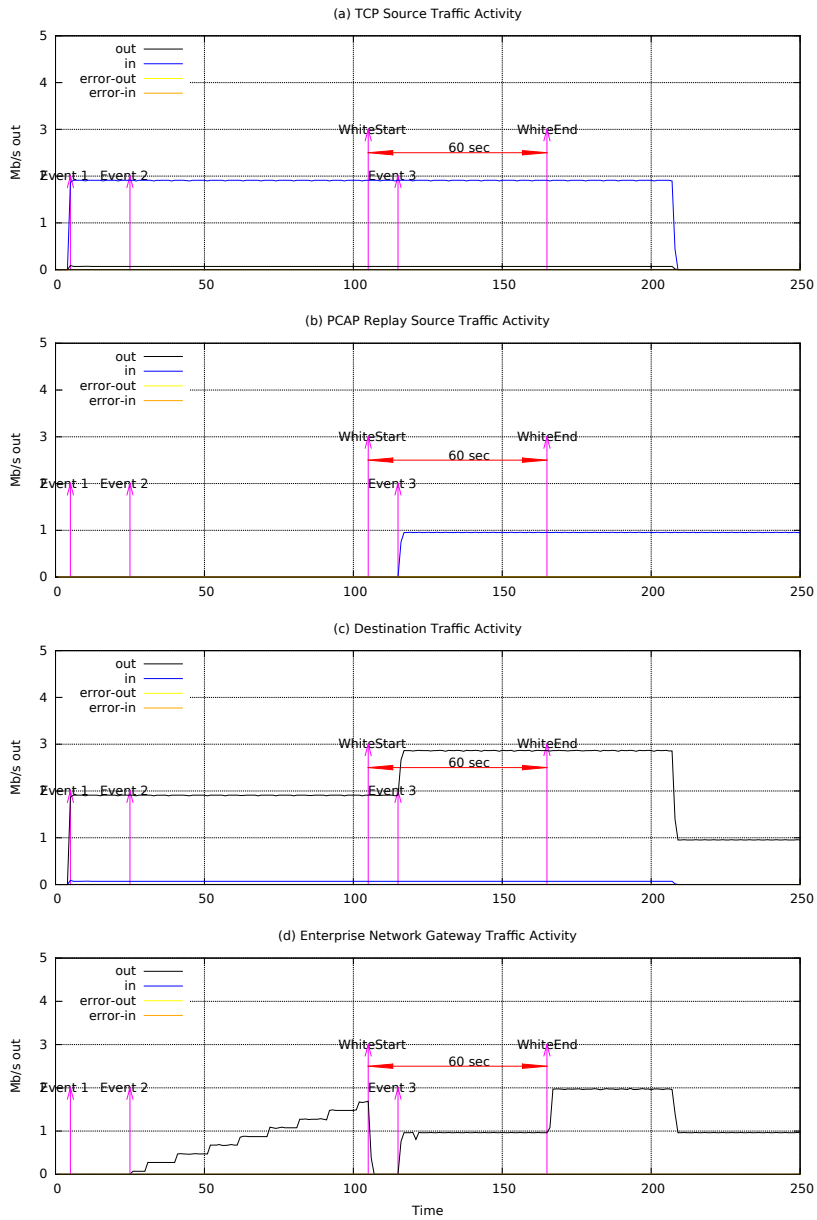 (a) TCP Source Traffic Activity
5
4
3
2
1
0
Mb/s out
out
in
error-out
error-in
WhiteStart
WhiteEnd
60 sec
Event 1
Event 2
Event 3
0
50
100
150
200
250
(b) PCAP Replay Source Traffic Activity
5
4
3
2
1
0
Mb/s out
out
in
error-out
error-in
WhiteStart
WhiteEnd
60 sec
Event 1
Event 2
Event 3
0
50
100
150
200
250
(c) Destination Traffic Activity
5
4
3
2
1
0
Mb/s out
out
in
error-out
error-in
WhiteStart
WhiteEnd
60 sec
Event 1
Event 2
Event 3
0
50
100
150
200
250
(d) Enterprise Network Gateway Traffic Activity
5
4
3
2
1
0
Mb/s out
out
in
error-out
error-in
WhiteStart
WhiteEnd
60 sec
Event 1
Event 2
Event 3
0
50
100
150
200
250
Time